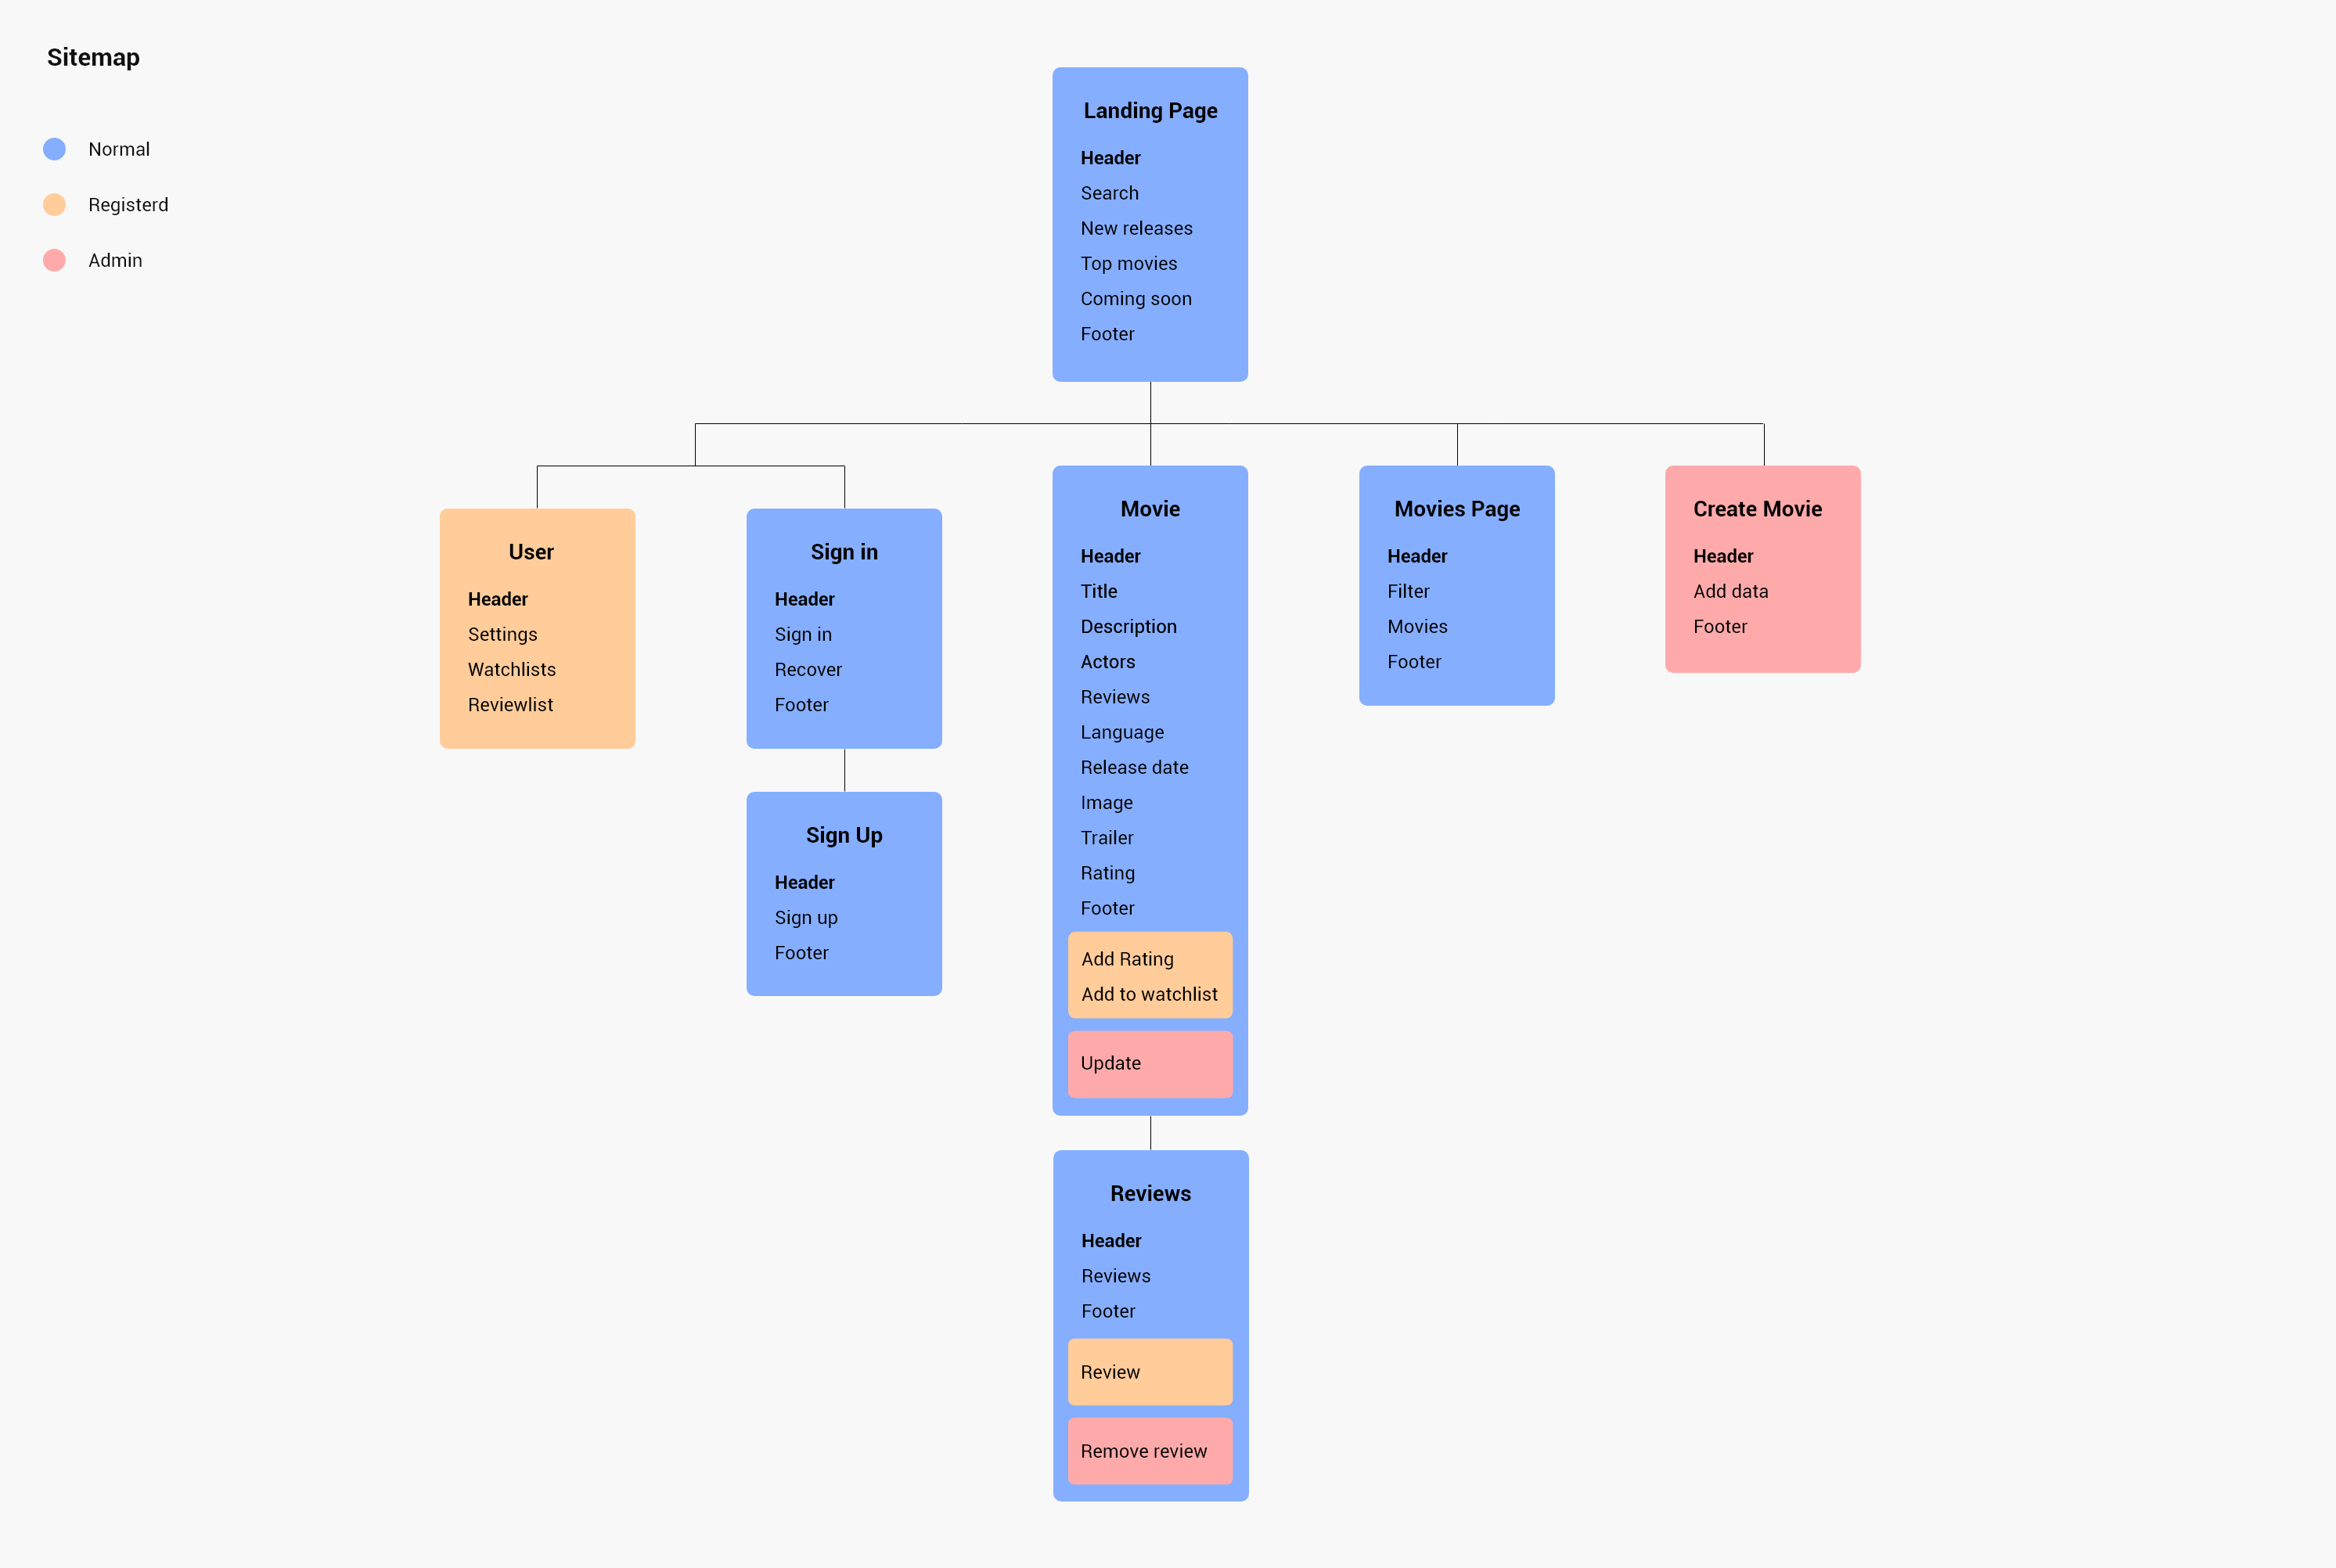 Sitemap
Normal
Registerd
Admin
Landing Page
Header
Search
New releases
Top movies
Coming soon
Footer
User
Header
Settings
Watchlists
Reviewlist
Sign in
Header
Sign in
Recover
Footer
Sign Up
Header
Sign up
Footer
Movie
Header
Title
Description
Actors
Reviews
Language
Release date
Image
Trailer
Rating
Footer
Add Rating
Add to watchlist
Update
Reviews
Header
Reviews
Footer
Review
Remove review
Movies Page
Header
Filter
Movies
Footer
Create Movie
Header
Add data
Footer